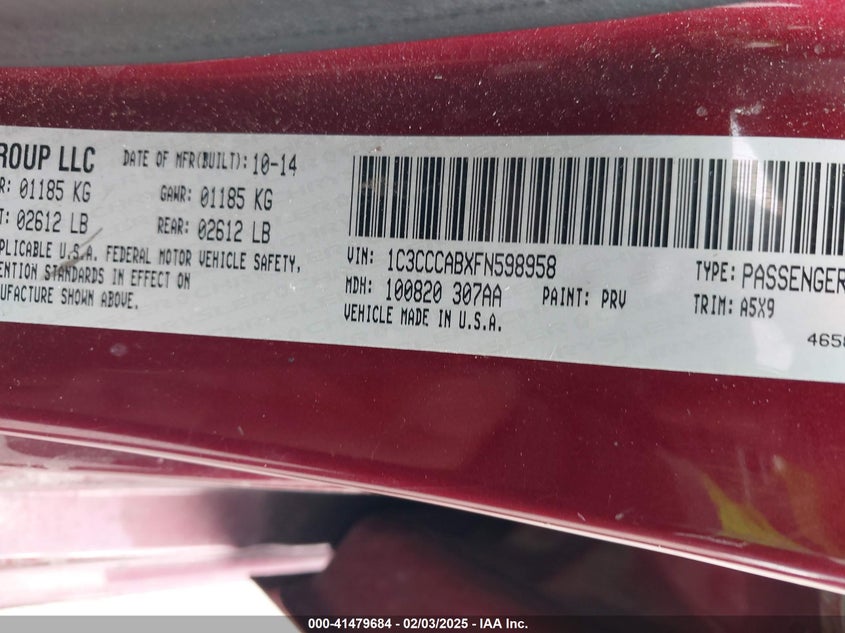 ROUP LLC DATE OF MFR(BUILT): 10-14
R: 01185 KG GAWR: 01185 KG
T: 02612 LB REAR: 02612 LB
PLICABLE U.S.A. FEDERAL MOTOR VEHICLE SAFETY,
ENTION STANDARDS IN EFFECT ON
NUFACTURE SHOWN ABOVE.
VIN: 1C3CCCABXFN598958 TYPE: PASSENGER
MDH: 100820 307AA PAINT: PRV TRIM: A5X9
VEHICLE MADE IN U.S.A.
465
000-41479684 - 02/03/2025 - IAA Inc.